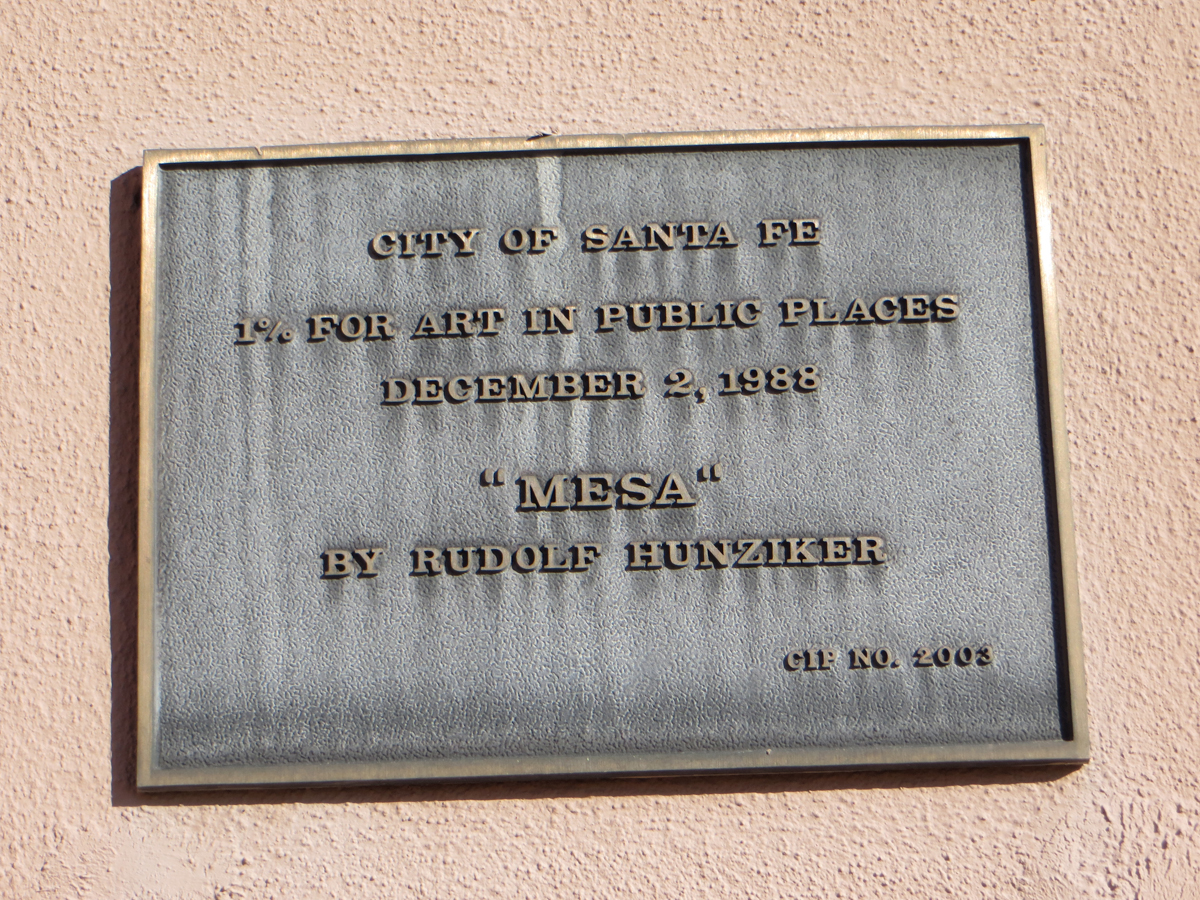 CITY OF SANTA FE
1% FOR ART IN PUBLIC PLACES
DECEMBER 2, 1988
"MESA"
BY RUDOLF HUNZIKER
CIP NO. 2003